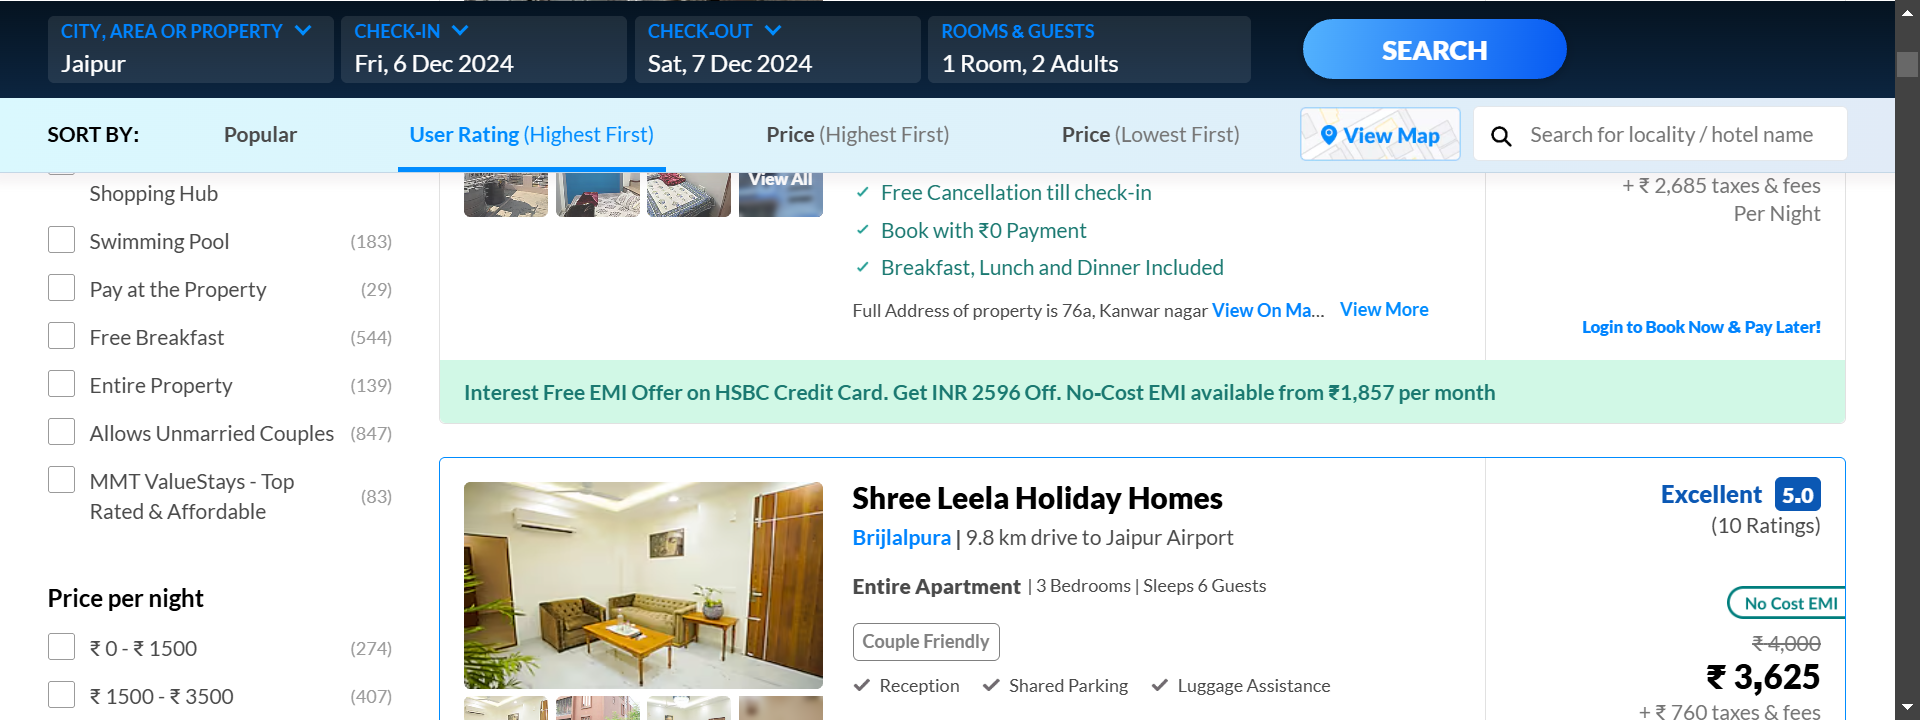 CITY, AREA OR PROPERTY
Jaipur
CHECK-IN
Fri, 6 Dec 2024
CHECK-OUT
Sat, 7 Dec 2024
ROOMS & GUESTS
1 Room, 2 Adults
SEARCH
SORT BY:
Popular
User Rating (Highest First)
Price (Highest First)
Price (Lowest First)
View Map
Search for locality / hotel name
Shopping Hub
Swimming Pool (183)
Pay at the Property (29)
Free Breakfast (544)
Entire Property (139)
Allows Unmarried Couples (847)
MMT ValueStays - Top
Rated & Affordable (83)
Price per night
₹ 0 - ₹ 1500 (274)
₹ 1500 - ₹ 3500 (407)
View All
Free Cancellation till check-in
Book with ₹0 Payment
Breakfast, Lunch and Dinner Included
Full Address of property is 76a, Kanwar nagar View On Ma... View More
+ ₹ 2,685 taxes & fees
Per Night
Login to Book Now & Pay Later!
Interest Free EMI Offer on HSBC Credit Card. Get INR 2596 Off. No-Cost EMI available from ₹1,857 per month
Shree Leela Holiday Homes
Brijlalpura | 9.8 km drive to Jaipur Airport
Entire Apartment | 3 Bedrooms | Sleeps 6 Guests
Couple Friendly
Reception Shared Parking Luggage Assistance
Excellent 5.0
(10 Ratings)
No Cost EMI
₹ 4,000
₹ 3,625
+ ₹ 760 taxes & fees